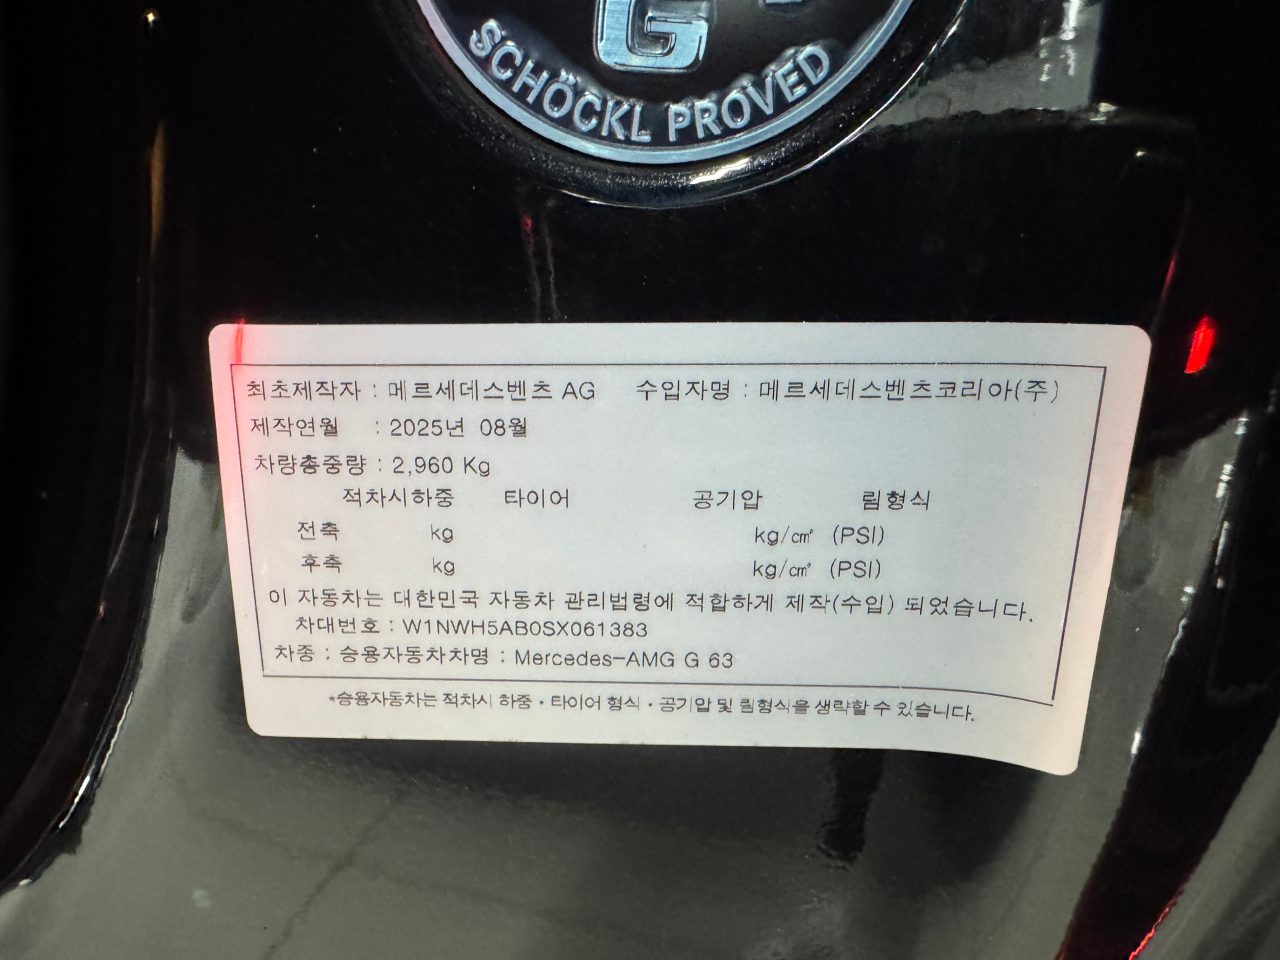 G
SCHÖCKL PROVED
최초제작자 : 메르세데스벤츠 AG 수입자명 : 메르세데스벤츠코리아(주)
제작연월 : 2025년 08월
차량총중량 : 2,960 Kg
적차시하중 타이어 공기압 림형식
전축 kg kg/㎠ (PSI)
후축 kg kg/㎠ (PSI)
이 자동차는 대한민국 자동차 관리법령에 적합하게 제작(수입) 되었습니다.
차대번호 : W1NWH5AB0SX061383
차종 : 승용자동차차명 : Mercedes-AMG G 63
*승용자동차는 적차시 하중·타이어 형식·공기압 및 림형식을 생략할 수 있습니다.